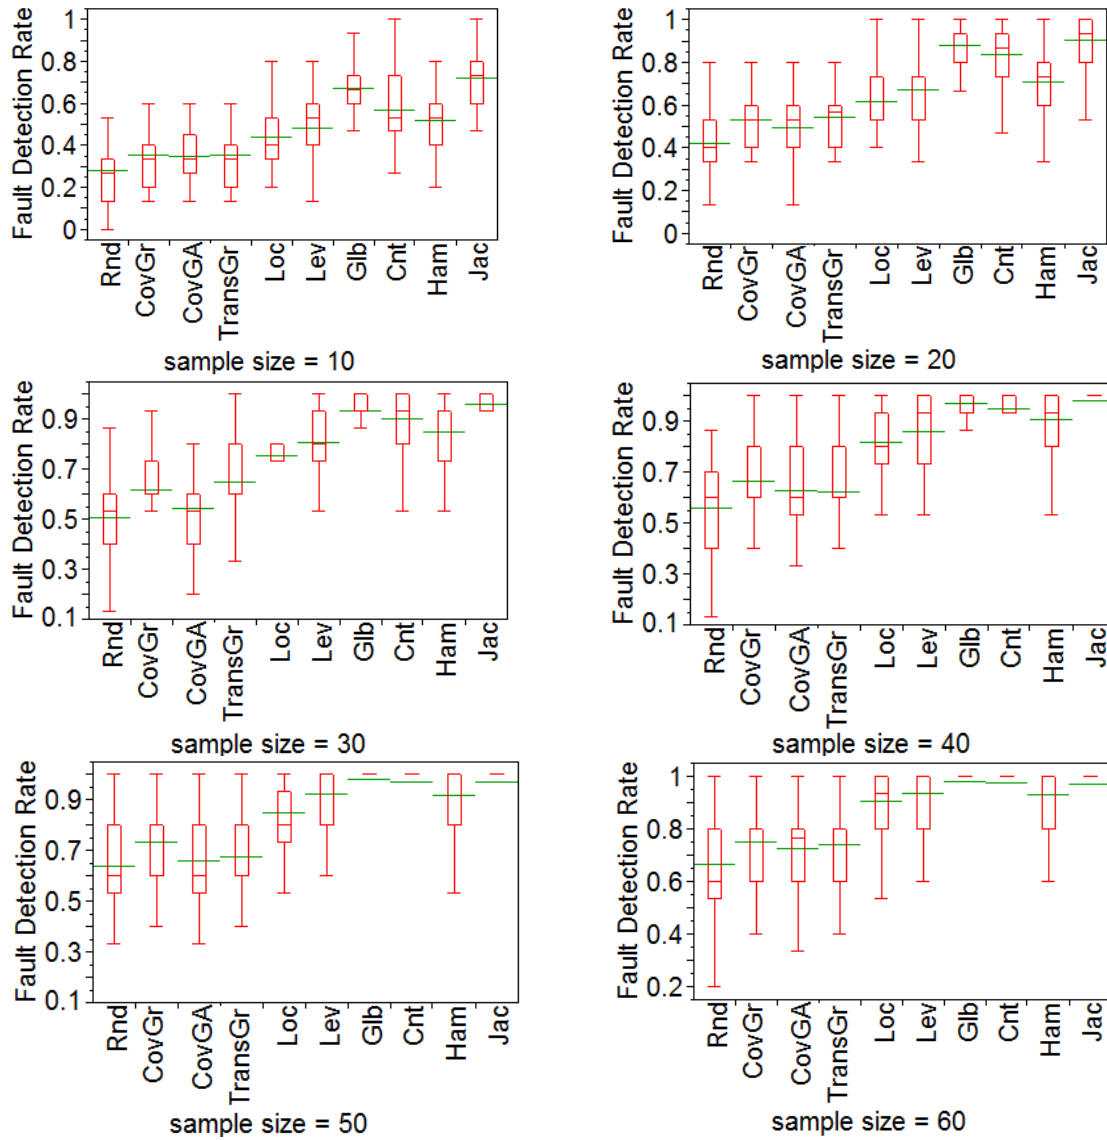 Fault Detection Rate
1
0.8
0.6
0.4
0.2
0
Rnd
CovGr
CovGA
TransGr
Loc
Lev
Glb
Cnt
Ham
Jac
sample size = 10
Fault Detection Rate
1
0.8
0.6
0.4
0.2
0
Rnd
CovGr
CovGA
TransGr
Loc
Lev
Glb
Cnt
Ham
Jac
sample size = 20
Fault Detection Rate
0.9
0.7
0.5
0.3
0.1
Rnd
CovGr
CovGA
TransGr
Loc
Lev
Glb
Cnt
Ham
Jac
sample size = 30
Fault Detection Rate
0.9
0.7
0.5
0.3
0.1
Rnd
CovGr
CovGA
TransGr
Loc
Lev
Glb
Cnt
Ham
Jac
sample size = 40
Fault Detection Rate
0.9
0.7
0.5
0.3
0.1
Rnd
CovGr
CovGA
TransGr
Loc
Lev
Glb
Cnt
Ham
Jac
sample size = 50
Fault Detection Rate
1
0.8
0.6
0.4
0.2
Rnd
CovGr
CovGA
TransGr
Loc
Lev
Glb
Cnt
Ham
Jac
sample size = 60